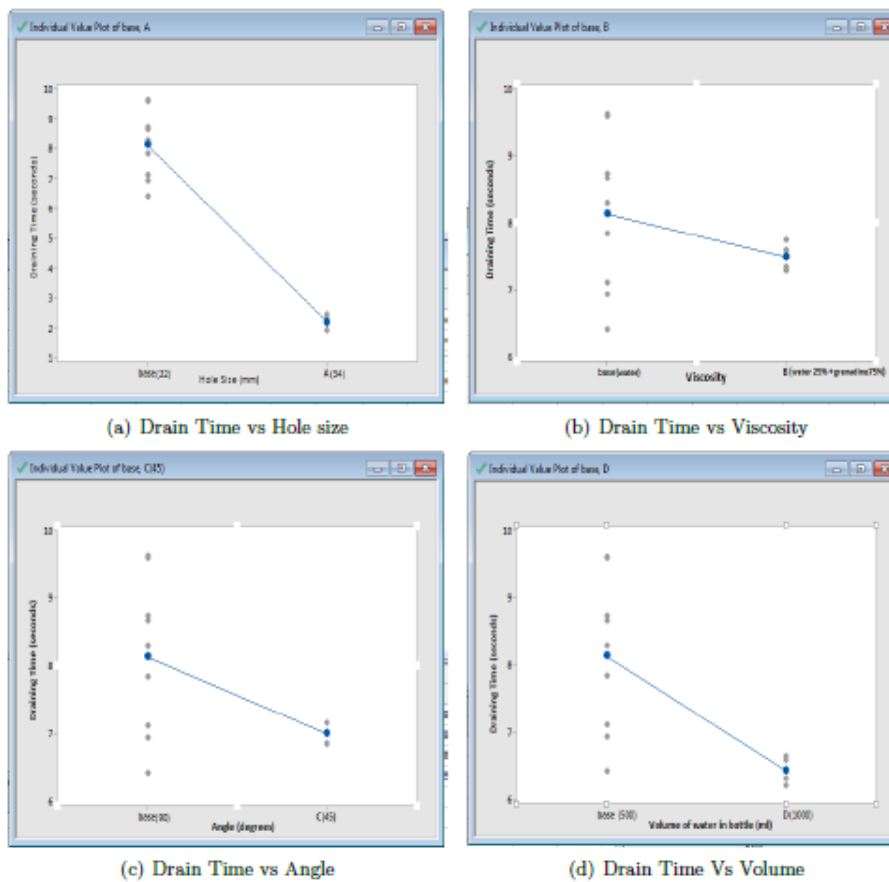 Individual Value Plot of base, A
10
9
8
7
6
5
4
3
2
1
Draining Time (seconds)
base(22)
A(34)
Hole Size (mm)
(a) Drain Time vs Hole size
Individual Value Plot of base, B
10
9
8
7
6
Draining Time (seconds)
base(water)
B (water 25%+grenadine75%)
Viscosity
(b) Drain Time vs Viscosity
Individual Value Plot of base, C(45)
10
9
8
7
6
Draining Time (seconds)
C(45)
Angle (degrees)
(c) Drain Time vs Angle
Individual Value Plot of base, D
10
9
8
7
6
Draining Time (seconds)
base (500)
D(1000)
Volume of water in bottle (ml)
(d) Drain Time Vs Volume